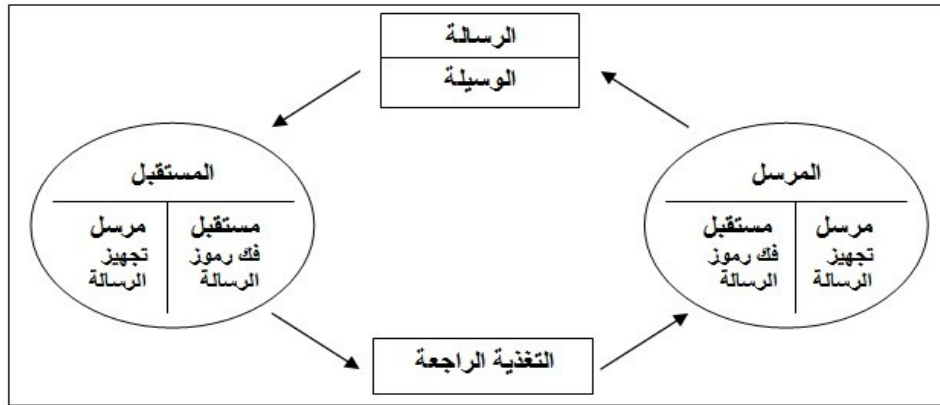 الرسالة
الوسيلة
المرسل
مرسل
تجهيز
الرسالة
مستقبل
فك رموز
الرسالة
المستقبل
مستقبل
فك رموز
الرسالة
مرسل
تجهيز
الرسالة
التغذية الراجعة